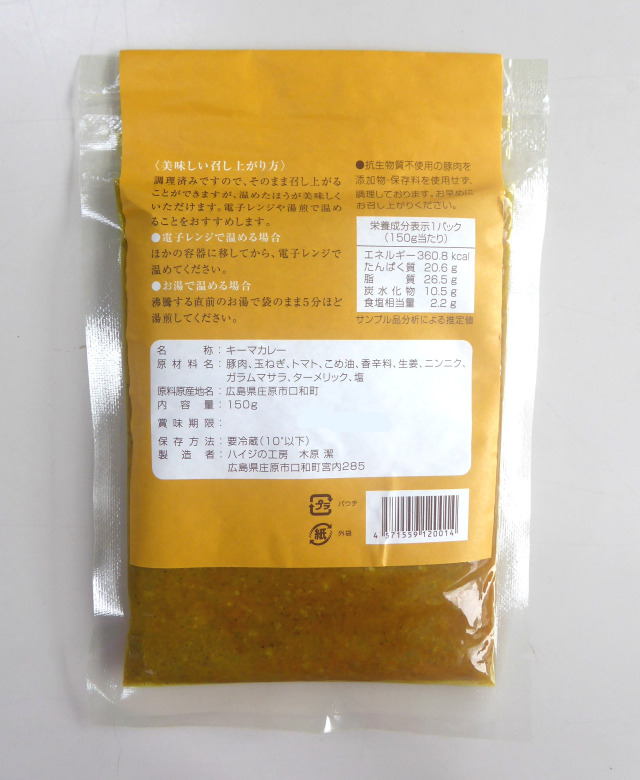 〈美味しい召し上がり方〉
調理済みですので、そのまま召し上がる
ことができますが、温めたほうが美味しく
いただけます。電子レンジや湯煎で温め
ることをおすすめします。
●電子レンジで温める場合
ほかの容器に移してから、電子レンジで
温めてください。
●お湯で温める場合
沸騰する直前のお湯で袋のまま5分ほど
湯煎してください。
●抗生物質不使用の豚肉を
添加物・保存料を使用せず、
調理しております。お早めに
お召し上がりください。
栄養成分表示1パック
(150g当たり)
エネルギー 360.8 kcal
たんぱく質 20.6 g
脂質 26.5 g
炭水化物 10.5 g
食塩相当量 2.2 g
サンプル品分析による推定値
名称：キーマカレー
原材料名：豚肉、玉ねぎ、トマト、こめ油、香辛料、生姜、ニンニク、
ガラムマサラ、ターメリック、塩
原料原産地名：広島県庄原市口和町
内容量：150g
賞味期限：
保存方法：要冷蔵(10°以下)
製造者：ハイジの工房 木原 潔
広島県庄原市口和町宮内285
プラ パウチ
紙 外袋
4 571559 120014